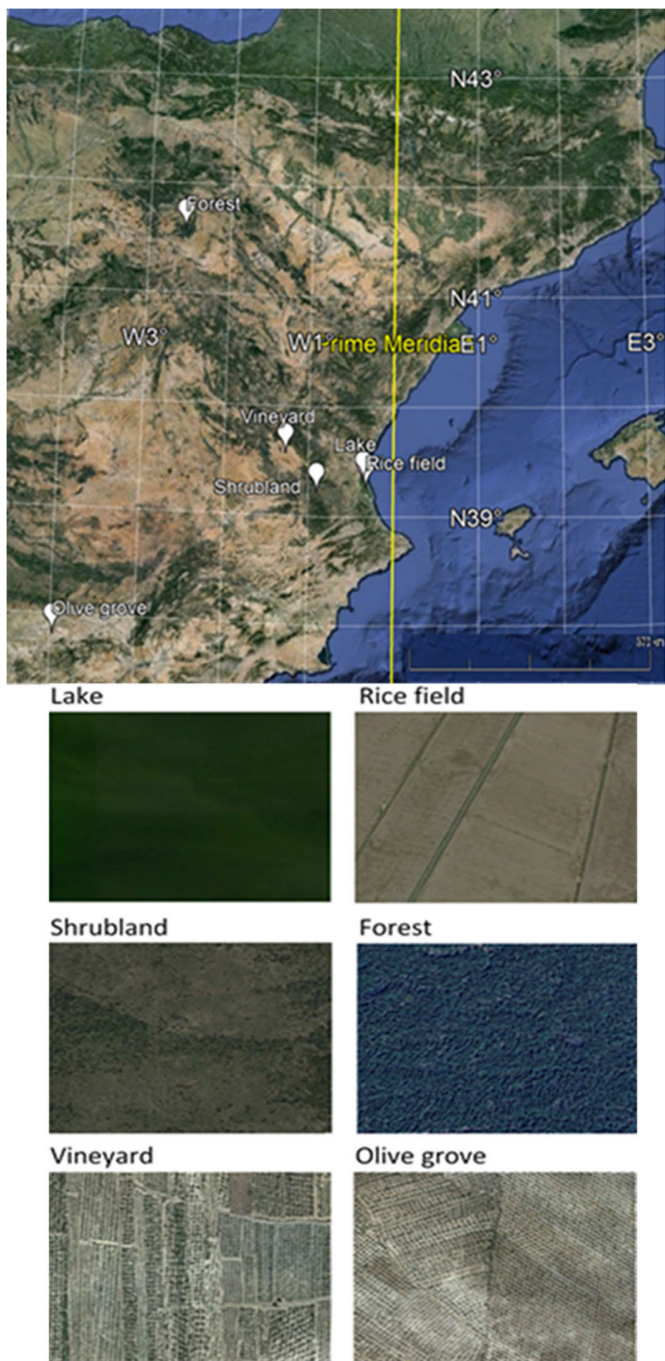 N43°
Forest
N41°
W3°
W1°
Prime Meridia
E1°
E3°
Vineyard
Lake
Rice field
Shrubland
N39°
Olive grove
Lake
Rice field
Shrubland
Forest
Vineyard
Olive grove